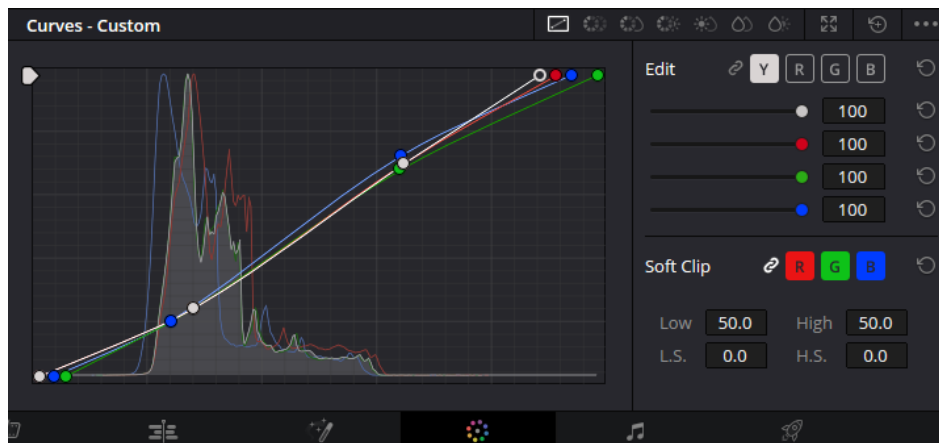 Curves - Custom
Edit Y R G B
100
100
100
100
Soft Clip R G B
Low 50.0 High 50.0
L.S. 0.0 H.S. 0.0